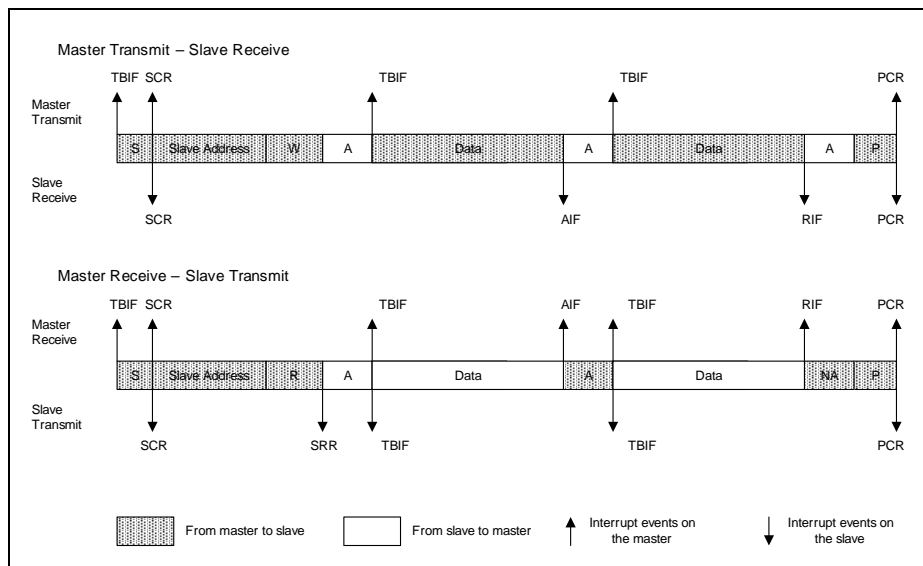 Master Transmit – Slave Receive
TBIF SCR TBIF TBIF PCR
Master
Transmit
S Slave Address W A Data A Data A P
Slave
Receive
SCR AIF RIF PCR
Master Receive – Slave Transmit
TBIF SCR TBIF AIF TBIF RIF PCR
Master
Receive
S Slave Address R A Data A Data NA P
Slave
Transmit
SCR SRR TBIF TBIF PCR
From master to slave
From slave to master
Interrupt events on
the master
Interrupt events on
the slave